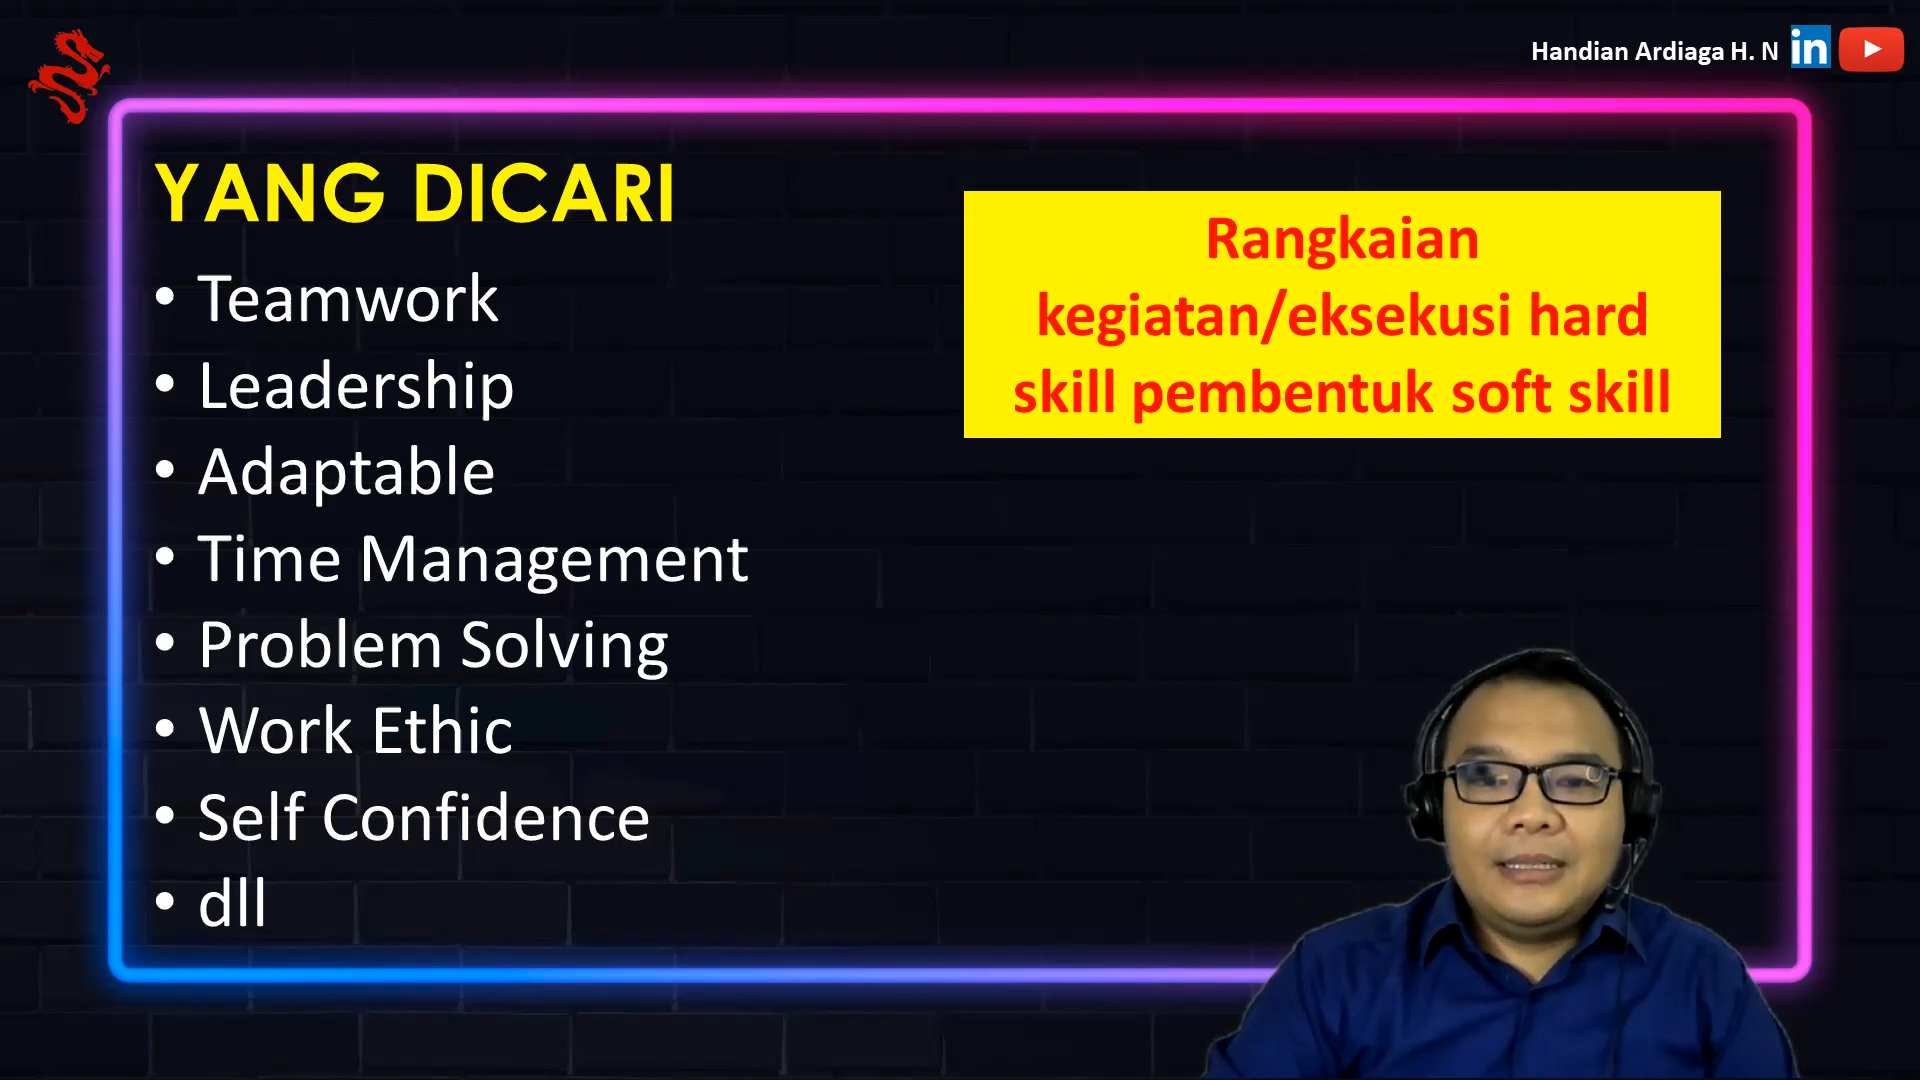 Handian Ardiaga H. N
in
YANG DICARI
• Teamwork
• Leadership
• Adaptable
• Time Management
• Problem Solving
• Work Ethic
• Self Confidence
• dll
Rangkaian
kegiatan/eksekusi hard
skill pembentuk soft skill